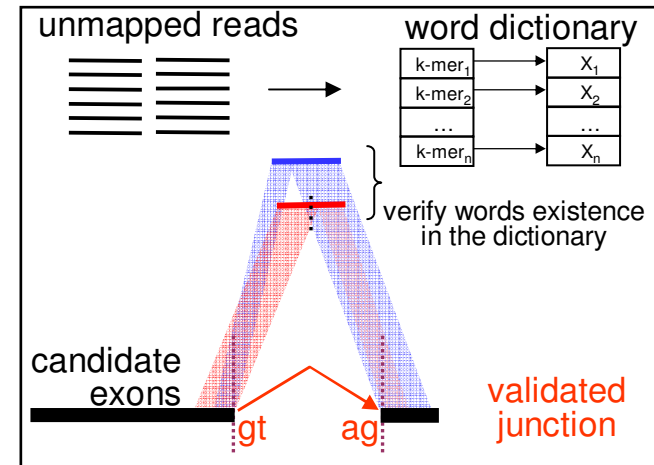 unmapped reads
word dictionary
k-mer₁ X₁
k-mer₂ X₂
... ...
k-merₙ Xₙ
verify words existence
in the dictionary
candidate
exons
gt ag
validated
junction